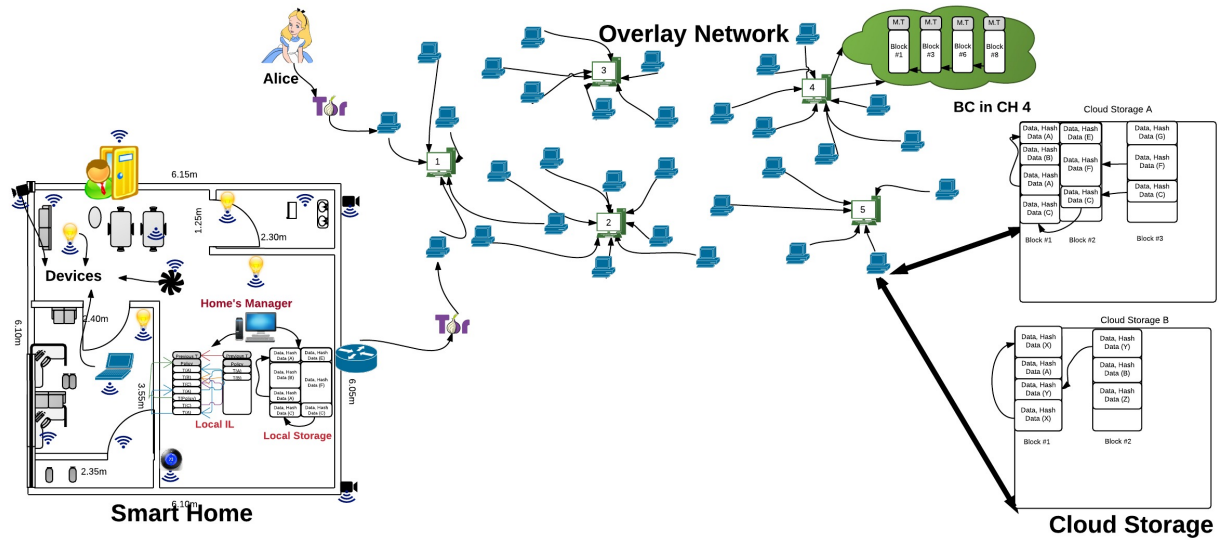 Overlay Network
Alice
Tor
1
3
2
4
5
M.T
M.T
M.T
M.T
Block
#1
Block
#3
Block
#6
Block
#8
BC in CH 4
Cloud Storage A
Data, Hash
Data (A)
Data, Hash
Data (B)
Data, Hash
Data (A)
Data, Hash
Data (C)
Data, Hash
Data (E)
Data, Hash
Data (F)
Data, Hash
Data (C)
Data, Hash
Data (G)
Data, Hash
Data (F)
Data, Hash
Data (C)
Block #1
Block #2
Block #3
Cloud Storage B
Data, Hash
Data (X)
Data, Hash
Data (A)
Data, Hash
Data (Y)
Data, Hash
Data (X)
Data, Hash
Data (Y)
Data, Hash
Data (B)
Data, Hash
Data (Z)
Block #1
Block #2
Cloud Storage
Tor
6.15m
1.25m
2.30m
Devices
2.40m
6.10m
3.55m
6.05m
2.35m
6.10m
Home's Manager
Policy
T(A)
T(B)
T(C)
T(A)
T(C)
T(A)
Policy
T(A)
T(B)
Local IL
Data, Hash
Data (A)
Data, Hash
Data (B)
Data, Hash
Data (A)
Data, Hash
Data (C)
Data, Hash
Data (E)
Data, Hash
Data (F)
Data, Hash
Data (C)
Local Storage
Smart Home